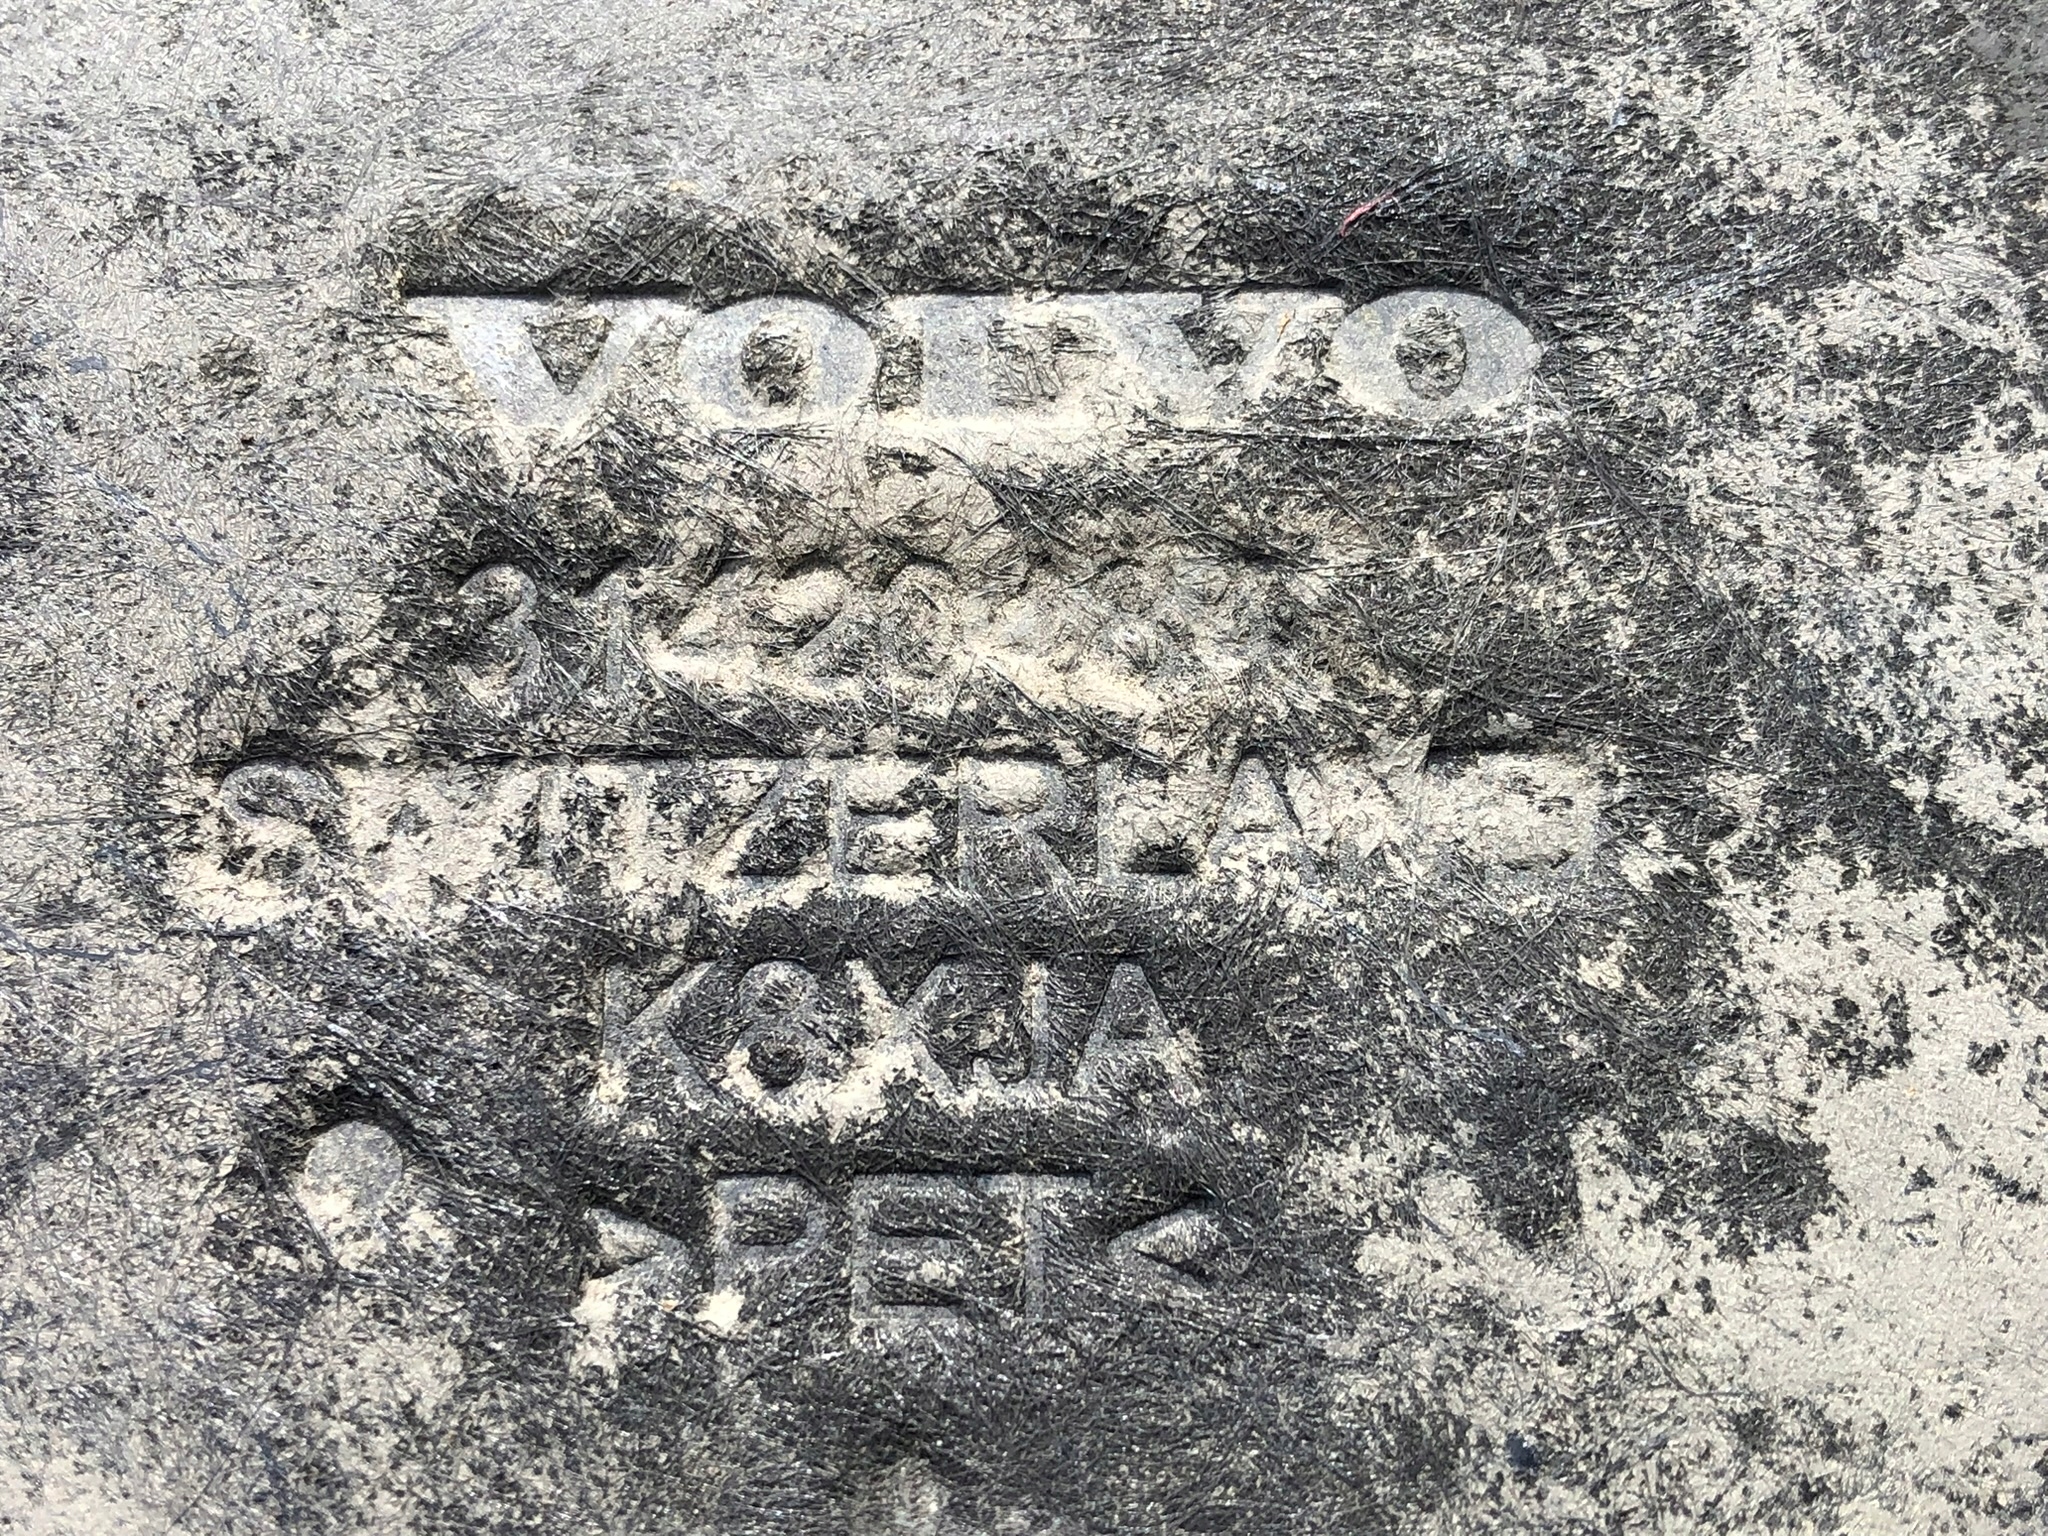 VOLVO
SWITZERLAND
K8XJA
>PET<